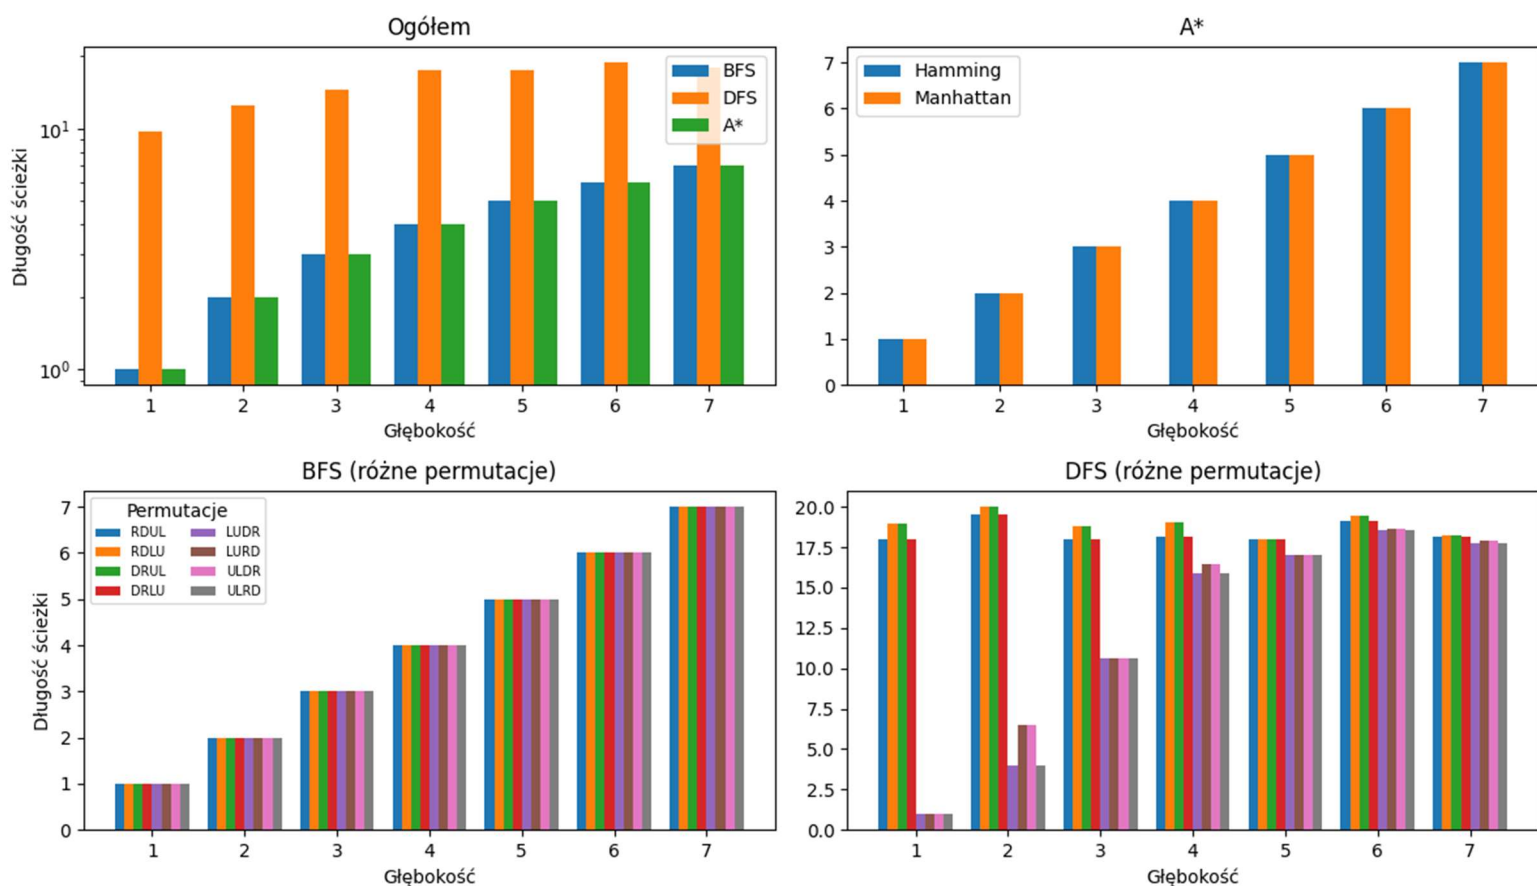 Ogółem
Długość ścieżki
10¹
10⁰
BFS
DFS
A*
1 2 3 4 5 6 7
Głębokość
A*
7
6
5
4
3
2
1
0
Hamming
Manhattan
1 2 3 4 5 6 7
Głębokość
BFS (różne permutacje)
Długość ścieżki
7
6
5
4
3
2
1
0
Permutacje
RDUL LUDR
RDLU LURD
DRUL ULDR
DRLU ULRD
1 2 3 4 5 6 7
Głębokość
DFS (różne permutacje)
20.0
17.5
15.0
12.5
10.0
7.5
5.0
2.5
0.0
1 2 3 4 5 6 7
Głębokość